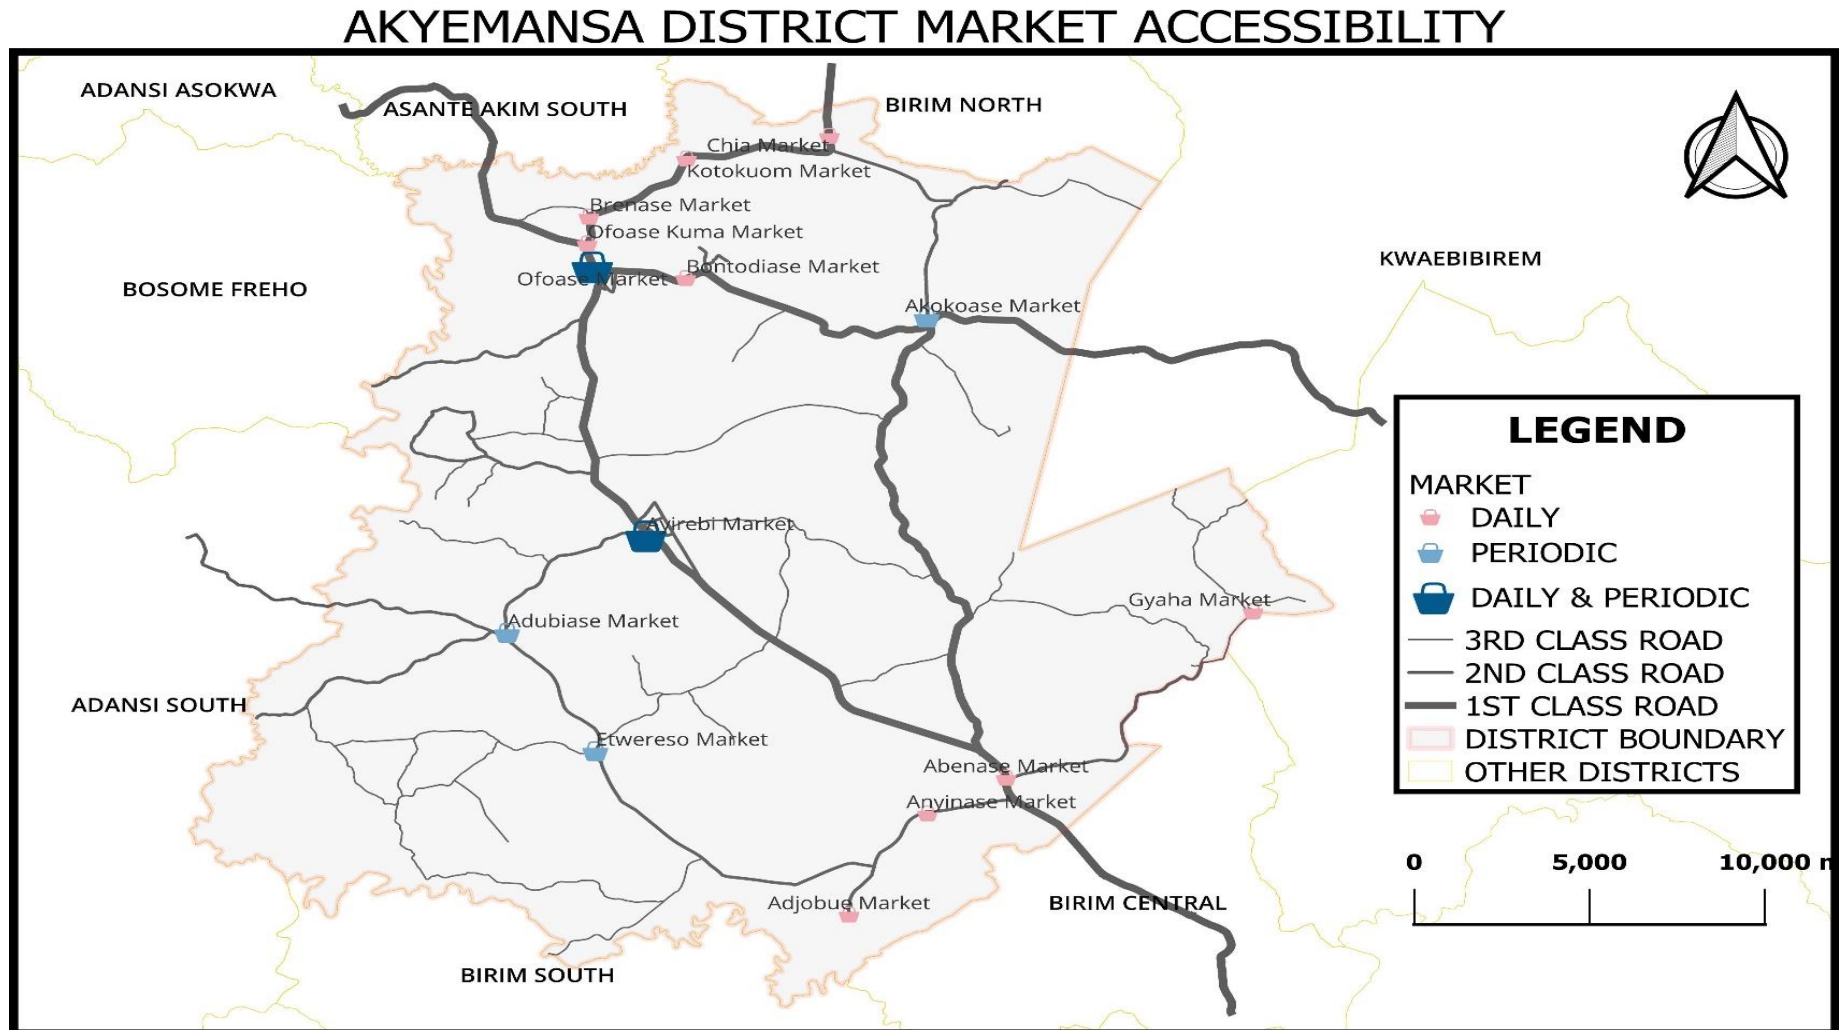 AKYEMANSA DISTRICT MARKET ACCESSIBILITY
ADANSI ASOKWA
ASANTE AKIM SOUTH
BIRIM NORTH
Chia Market
Kotokuom Market
Brenase Market
Ofoase Kuma Market
KWAEBIBIREM
Bontodiase Market
Ofoase Market
BOSOME FREHO
Akokoase Market
LEGEND
MARKET
DAILY
PERIODIC
DAILY & PERIODIC
3RD CLASS ROAD
2ND CLASS ROAD
1ST CLASS ROAD
DISTRICT BOUNDARY
OTHER DISTRICTS
Ayirebi Market
Gyaha Market
Adubiase Market
ADANSI SOUTH
Etwereso Market
Abenase Market
Anyinase Market
0 5,000 10,000 m
Adjobue Market
BIRIM CENTRAL
BIRIM SOUTH